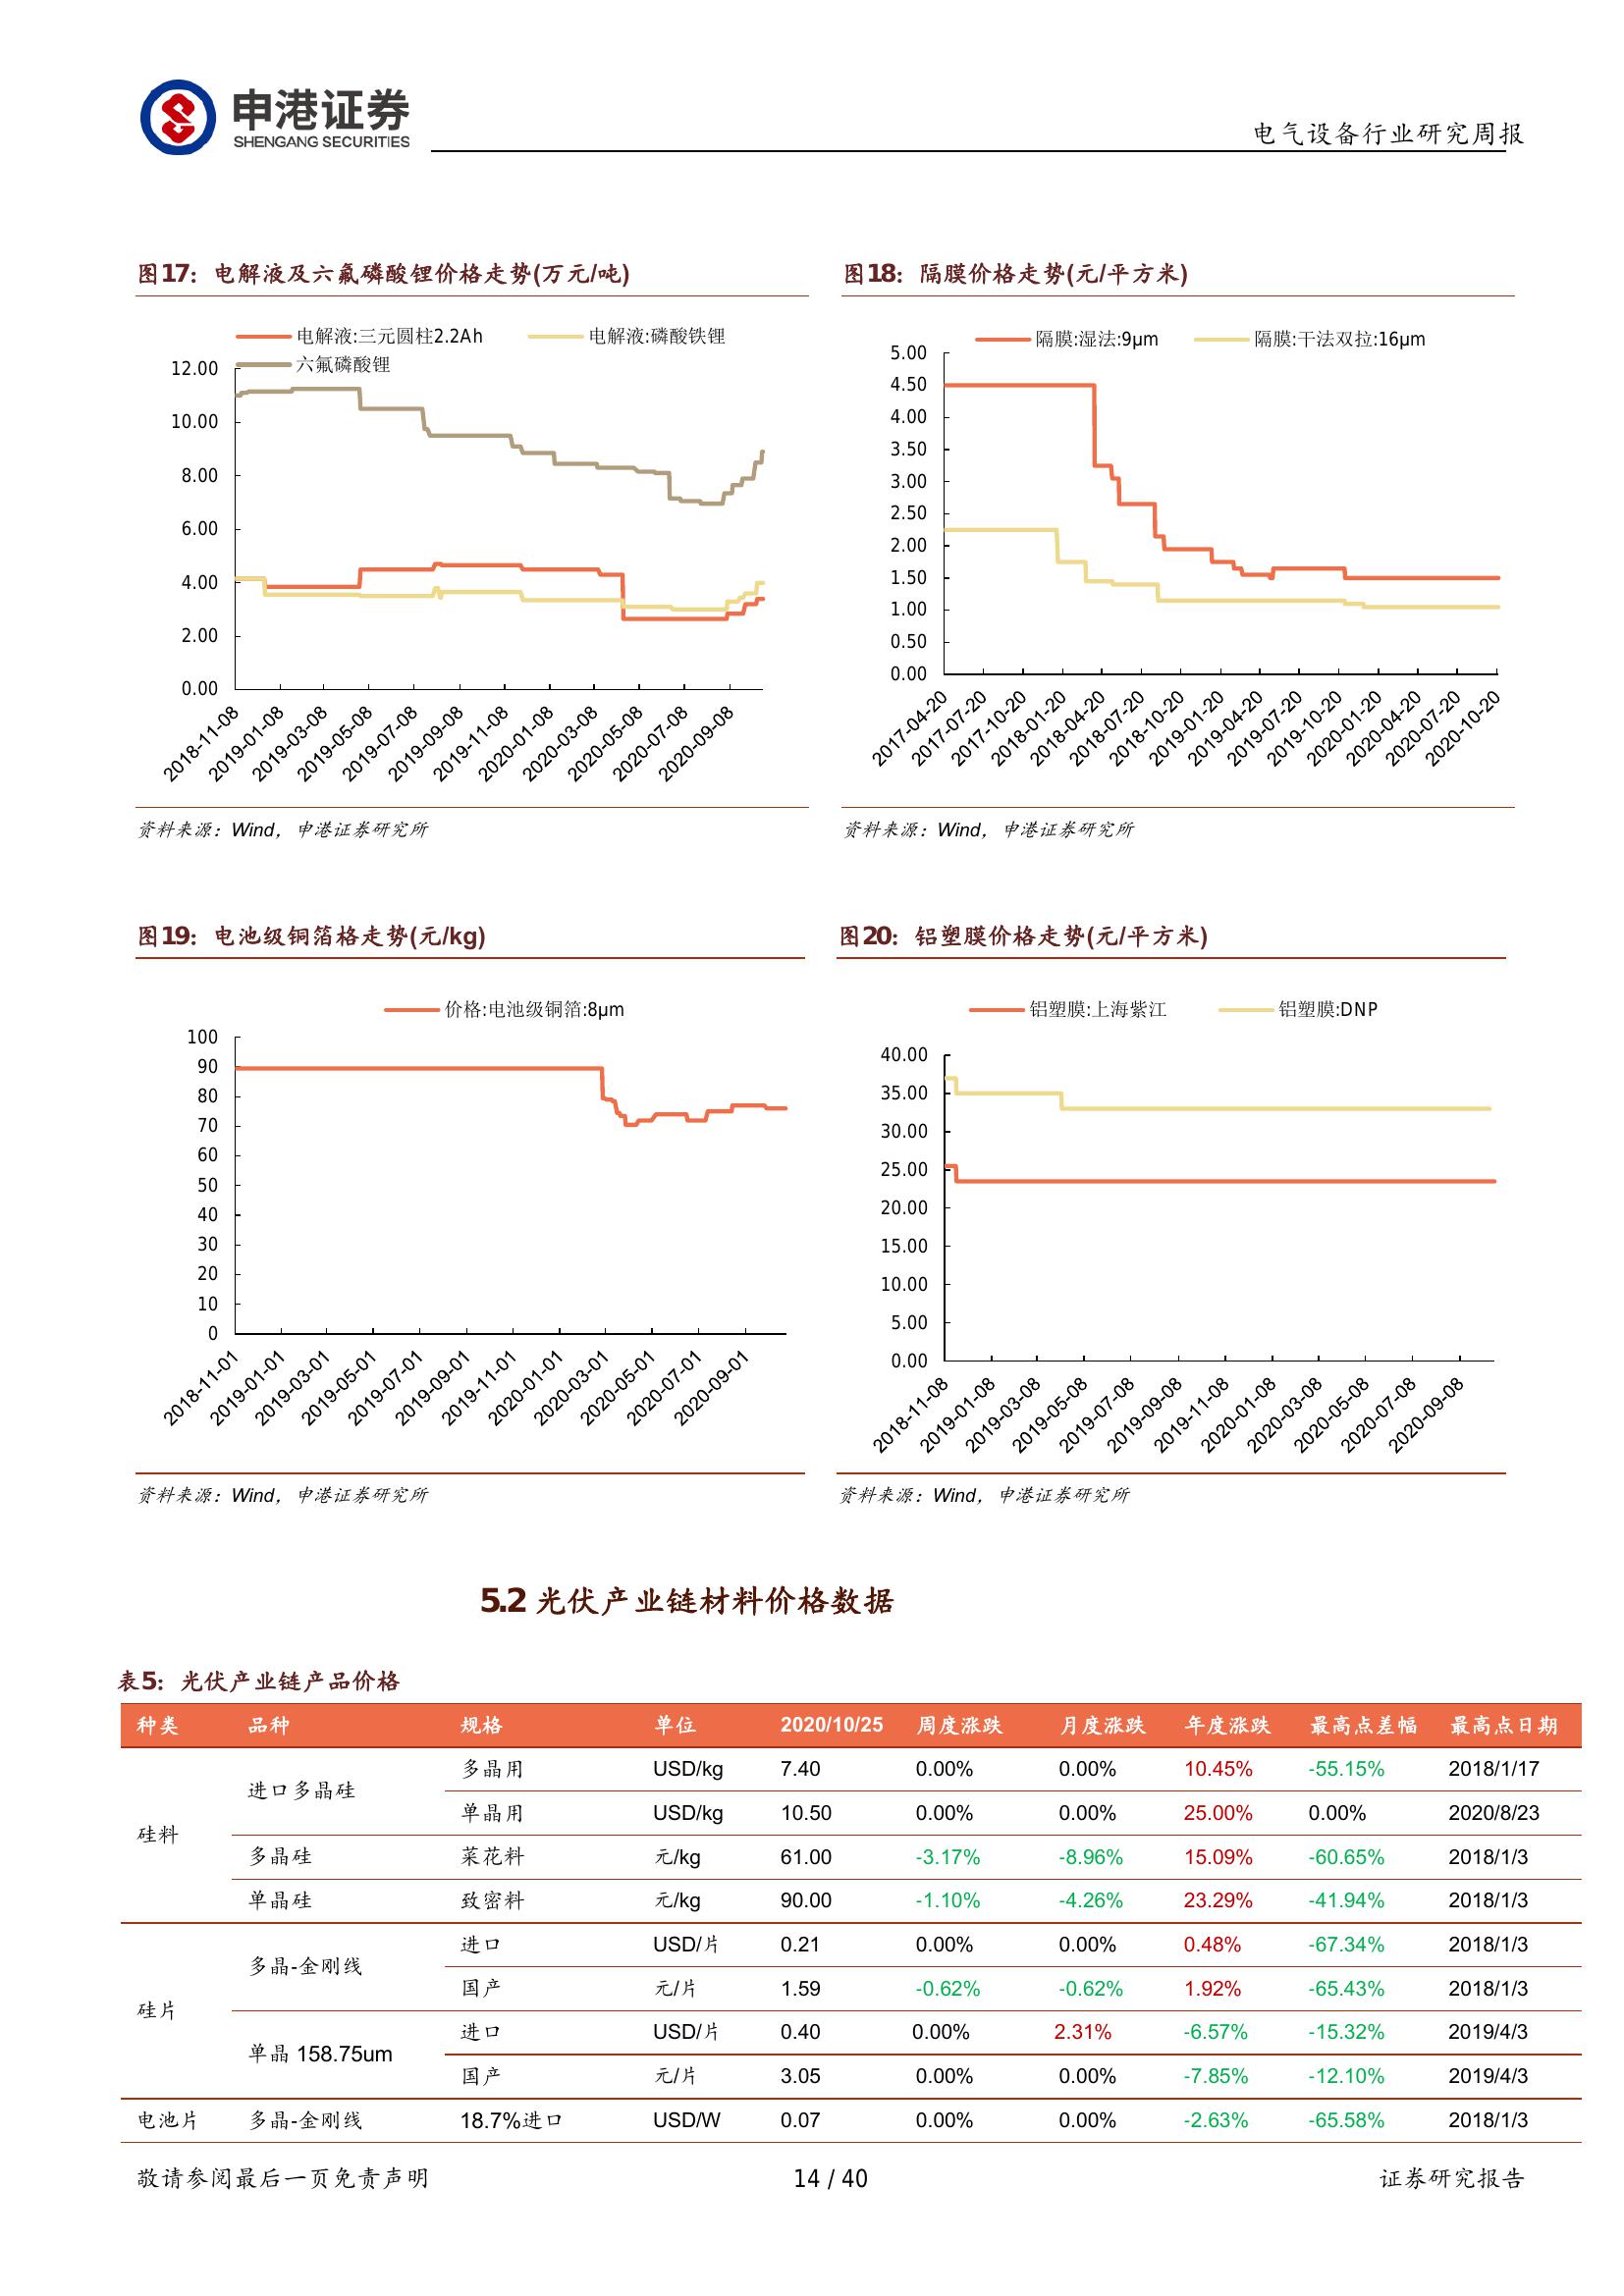 申港证券
SHENGANG SECURITIES
电气设备行业研究周报
图17：电解液及六氟磷酸锂价格走势(万元/吨)
电解液:三元圆柱2.2Ah
电解液:磷酸铁锂
六氟磷酸锂
12.00
10.00
8.00
6.00
4.00
2.00
0.00
2018-11-08
2019-01-08
2019-03-08
2019-05-08
2019-07-08
2019-09-08
2019-11-08
2020-01-08
2020-03-08
2020-05-08
2020-07-08
2020-09-08
资料来源：Wind，申港证券研究所
图18：隔膜价格走势(元/平方米)
隔膜:湿法:9μm
隔膜:干法双拉:16μm
5.00
4.50
4.00
3.50
3.00
2.50
2.00
1.50
1.00
0.50
0.00
2017-04-20
2017-07-20
2017-10-20
2018-01-20
2018-04-20
2018-07-20
2018-10-20
2019-01-20
2019-04-20
2019-07-20
2019-10-20
2020-01-20
2020-04-20
2020-07-20
2020-10-20
资料来源：Wind，申港证券研究所
图19：电池级铜箔格走势(元/kg)
价格:电池级铜箔:8μm
100
90
80
70
60
50
40
30
20
10
0
2018-11-01
2019-01-01
2019-03-01
2019-05-01
2019-07-01
2019-09-01
2019-11-01
2020-01-01
2020-03-01
2020-05-01
2020-07-01
2020-09-01
资料来源：Wind，申港证券研究所
图20：铝塑膜价格走势(元/平方米)
铝塑膜:上海紫江
铝塑膜:DNP
40.00
35.00
30.00
25.00
20.00
15.00
10.00
5.00
0.00
2018-11-08
2019-01-08
2019-03-08
2019-05-08
2019-07-08
2019-09-08
2019-11-08
2020-01-08
2020-03-08
2020-05-08
2020-07-08
2020-09-08
资料来源：Wind，申港证券研究所
5.2 光伏产业链材料价格数据
表5：光伏产业链产品价格
种类 品种 规格 单位 2020/10/25 周度涨跌 月度涨跌 年度涨跌 最高点差幅 最高点日期
硅料 进口多晶硅 多晶用 USD/kg 7.40 0.00% 0.00% 10.45% -55.15% 2018/1/17
单晶用 USD/kg 10.50 0.00% 0.00% 25.00% 0.00% 2020/8/23
多晶硅 菜花料 元/kg 61.00 -3.17% -8.96% 15.09% -60.65% 2018/1/3
单晶硅 致密料 元/kg 90.00 -1.10% -4.26% 23.29% -41.94% 2018/1/3
硅片 多晶-金刚线 进口 USD/片 0.21 0.00% 0.00% 0.48% -67.34% 2018/1/3
国产 元/片 1.59 -0.62% -0.62% 1.92% -65.43% 2018/1/3
单晶 158.75um 进口 USD/片 0.40 0.00% 2.31% -6.57% -15.32% 2019/4/3
国产 元/片 3.05 0.00% 0.00% -7.85% -12.10% 2019/4/3
电池片 多晶-金刚线 18.7%进口 USD/W 0.07 0.00% 0.00% -2.63% -65.58% 2018/1/3
敬请参阅最后一页免责声明
14 / 40
证券研究报告